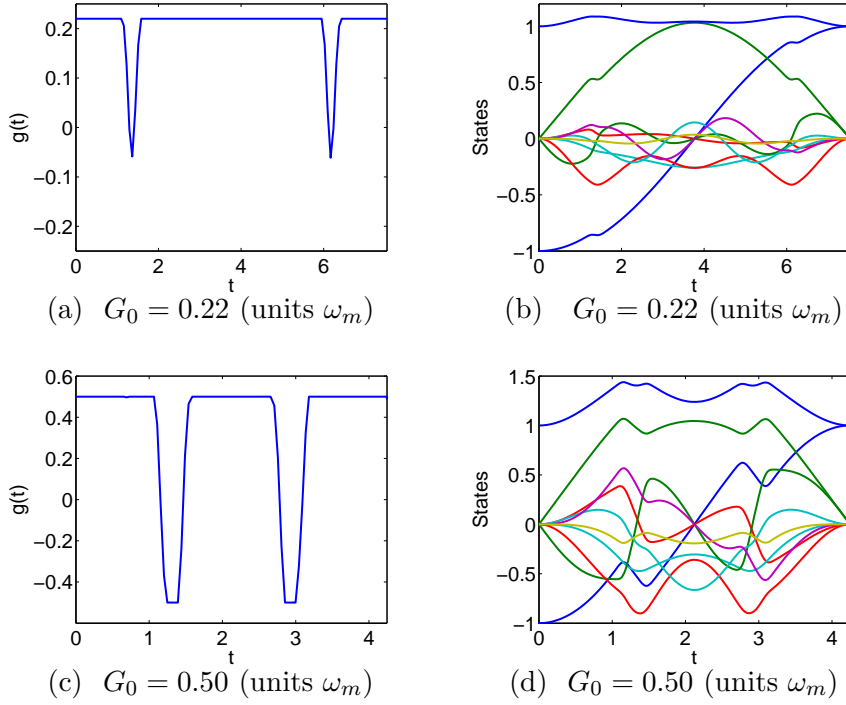 0.2
0.1
0
−0.1
−0.2
g(t)
0 2 4 6
t
(a) G₀ = 0.22 (units ωₘ)
1
0.5
0
−0.5
−1
States
0 2 4 6
t
(b) G₀ = 0.22 (units ωₘ)
0.6
0.4
0.2
0
−0.2
−0.4
g(t)
0 1 2 3 4
t
(c) G₀ = 0.50 (units ωₘ)
1.5
1
0.5
0
−0.5
−1
States
0 1 2 3 4
t
(d) G₀ = 0.50 (units ωₘ)